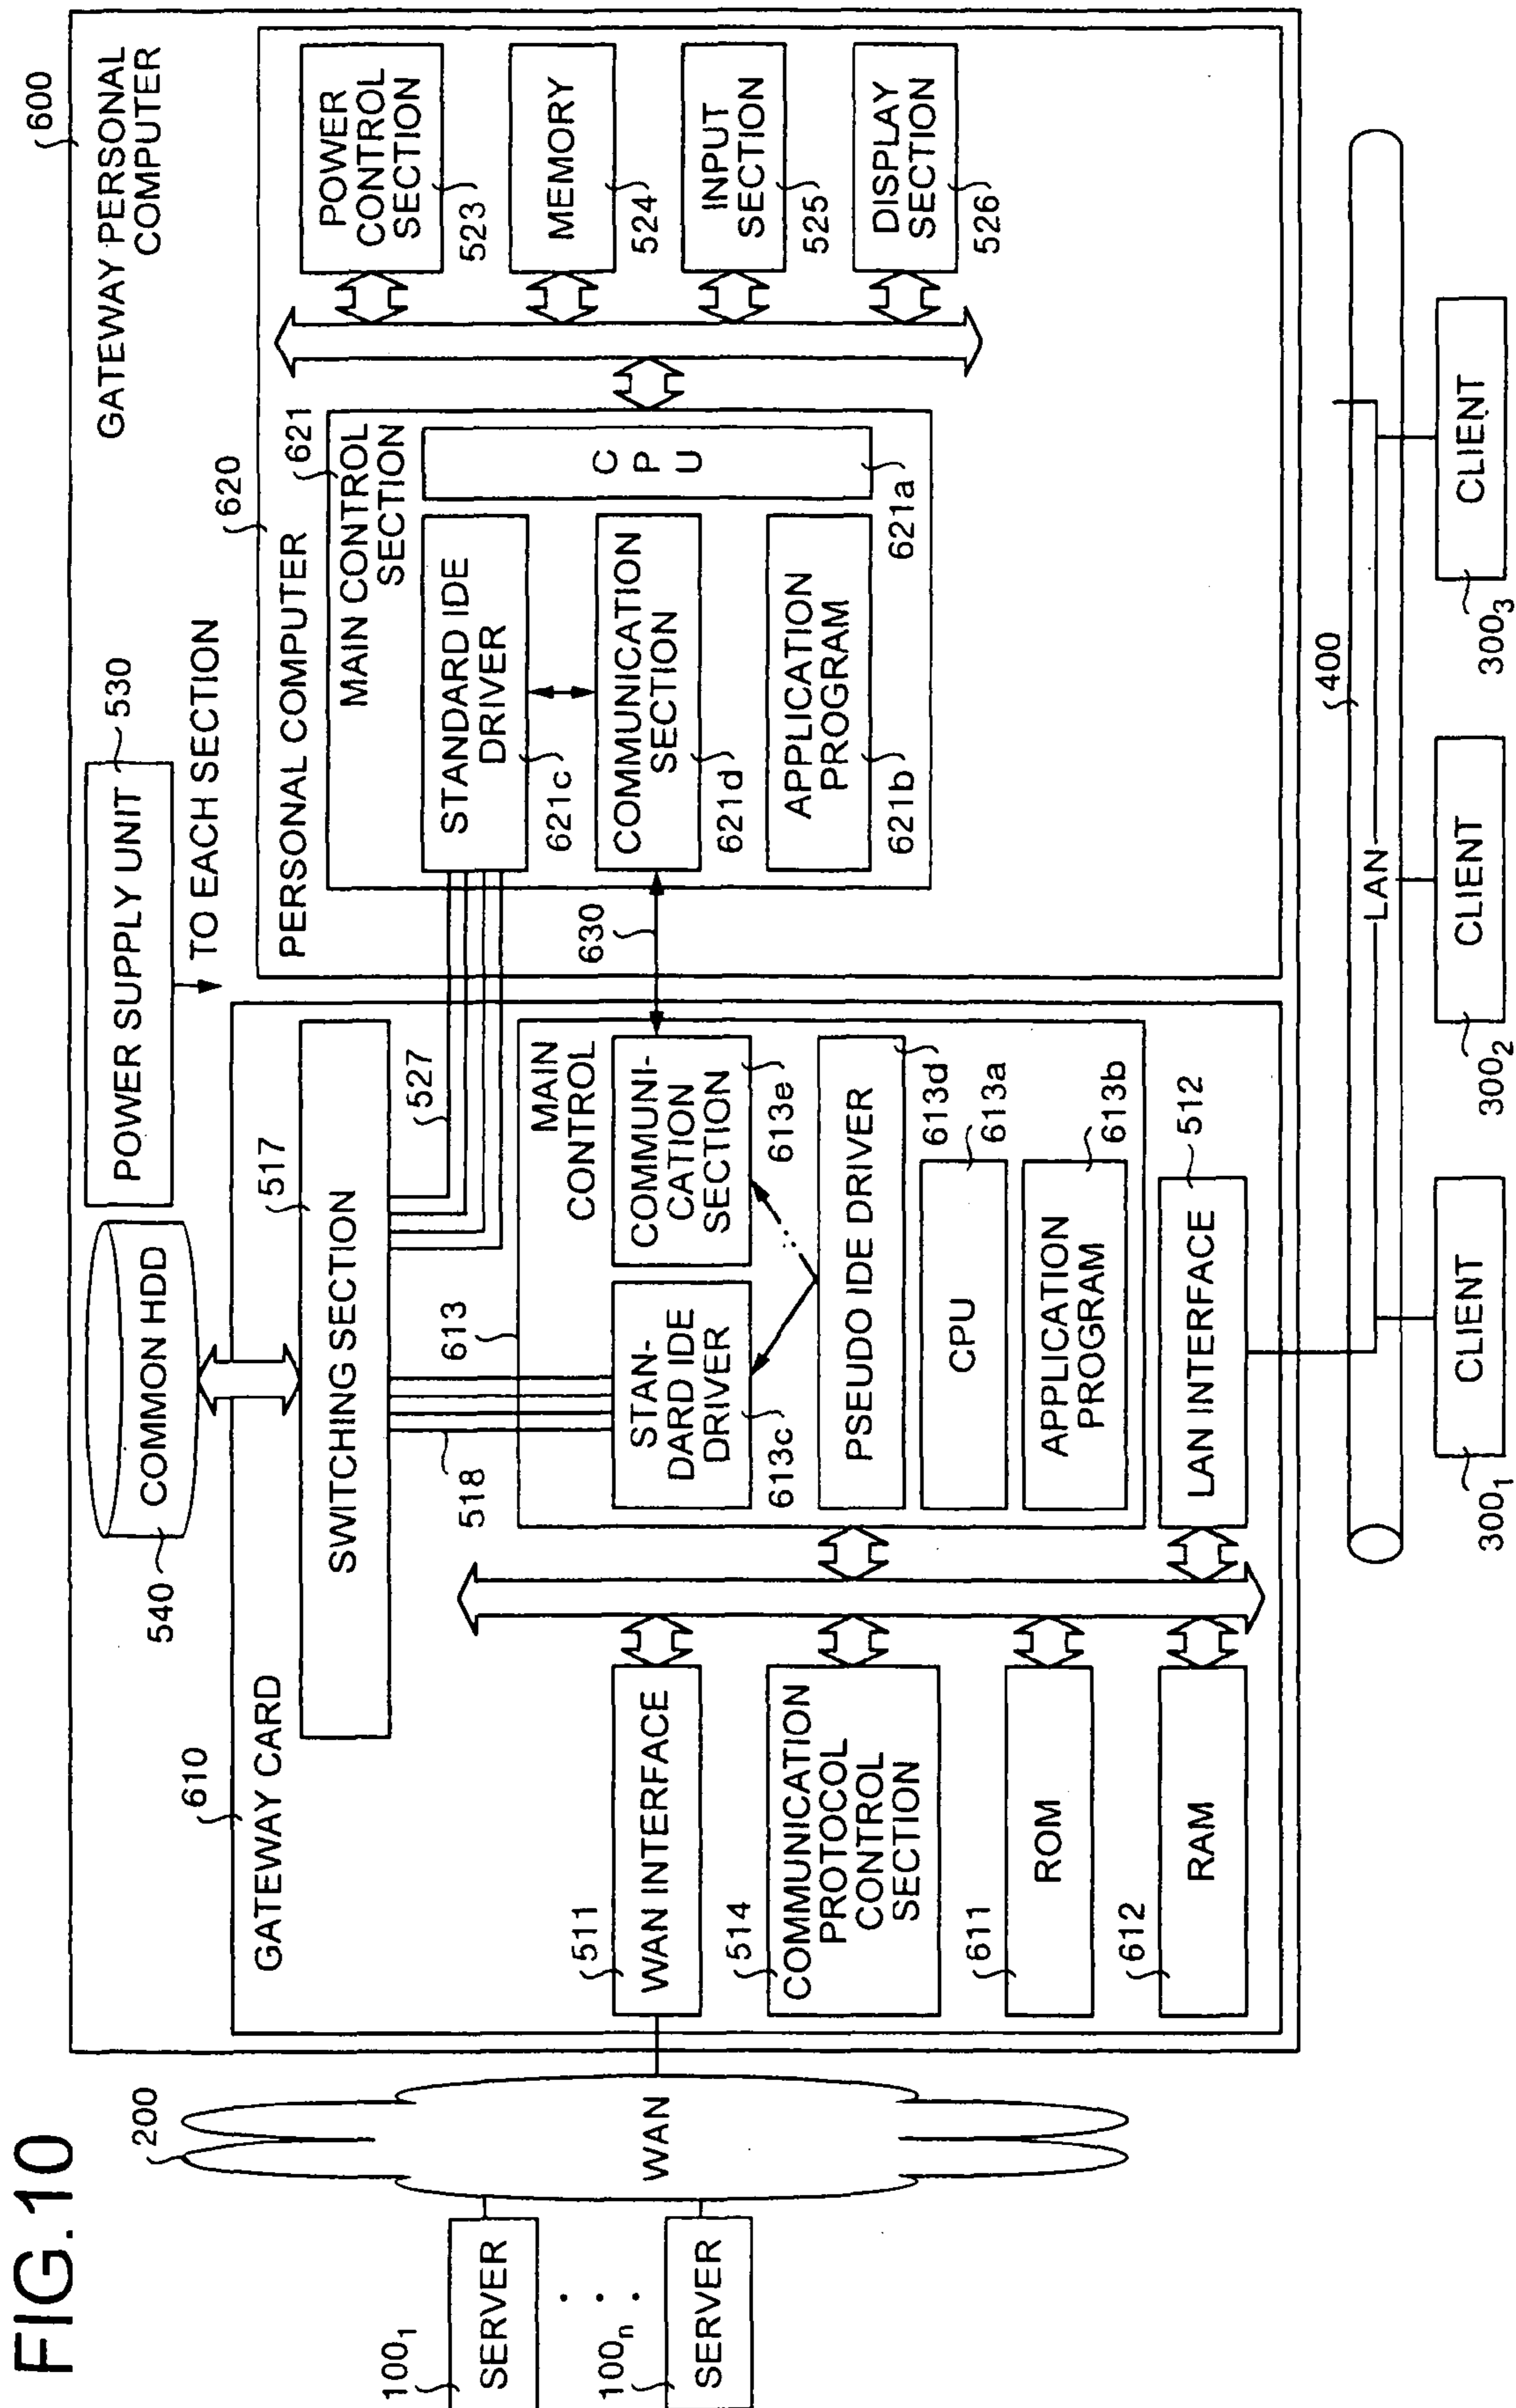 FIG.10
600
GATEWAY PERSONAL
COMPUTER
540
COMMON HDD
POWER SUPPLY UNIT
530
TO EACH SECTION
610
GATEWAY CARD
517
SWITCHING SECTION
518
527
613
MAIN
CONTROL
STAN-
DARD IDE
DRIVER
613c
COMMUNI-
CATION
SECTION
613e
PSEUDO IDE DRIVER
613d
CPU
613a
APPLICATION
PROGRAM
613b
511
WAN INTERFACE
514
COMMUNICATION
PROTOCOL
CONTROL
SECTION
611
ROM
612
RAM
LAN INTERFACE
512
630
620
PERSONAL COMPUTER
621
MAIN CONTROL
SECTION
STANDARD IDE
DRIVER
621c
COMMUNICATION
SECTION
621d
APPLICATION
PROGRAM
621b
CPU
621a
POWER
CONTROL
SECTION
523
MEMORY
524
INPUT
SECTION
525
DISPLAY
SECTION
526
200
WAN
100₁
SERVER
100ₙ
SERVER
400
LAN
CLIENT
300₁
CLIENT
300₂
CLIENT
300₃